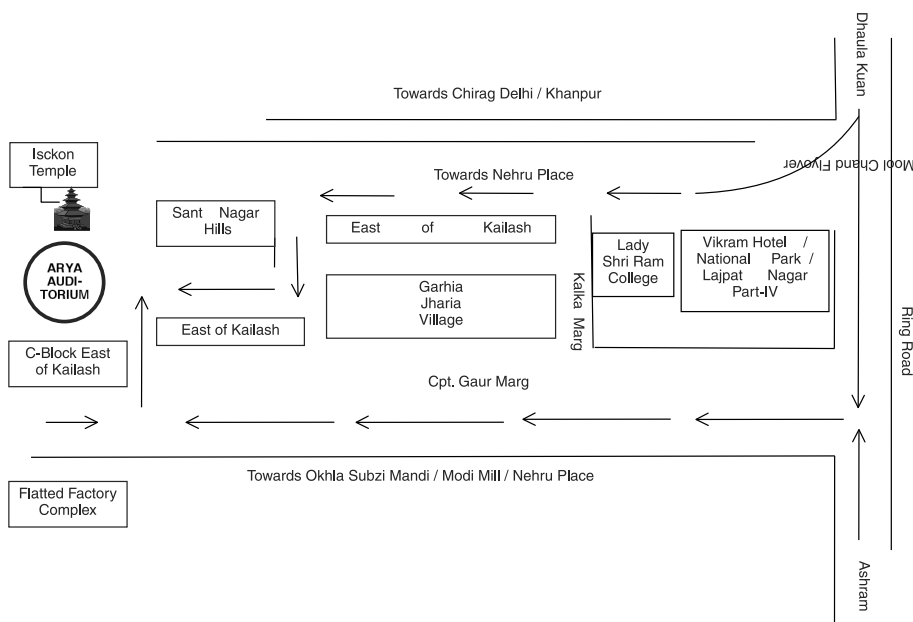 Dhaula Kuan
Towards Chirag Delhi / Khanpur
Mool Chand Flyover
Isckon
Temple
Towards Nehru Place
Sant Nagar
Hills
East of Kailash
Lady
Shri Ram
College
Vikram Hotel /
National Park /
Lajpat Nagar
Part-IV
ARYA
AUDI-
TORIUM
Garhia
Jharia
Village
Kalka Marg
Ring Road
East of Kailash
C-Block East
of Kailash
Cpt. Gaur Marg
Towards Okhla Subzi Mandi / Modi Mill / Nehru Place
Flatted Factory
Complex
Ashram